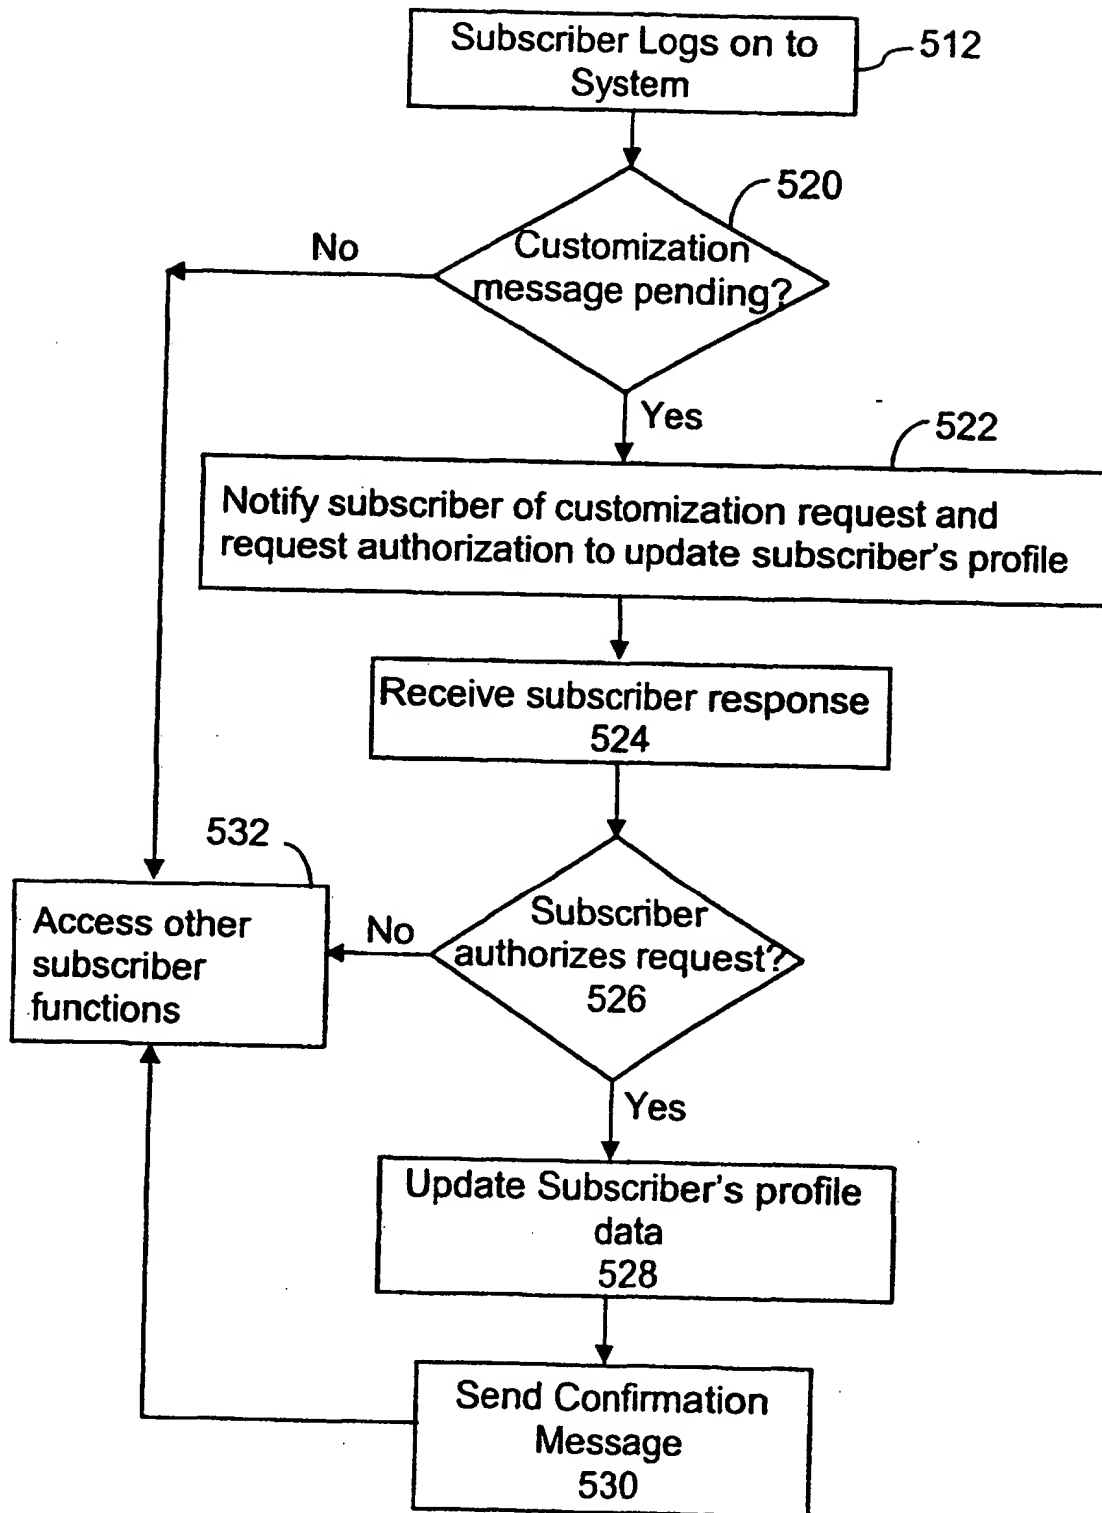 Subscriber Logs on to
System
512
520
Customization
message pending?
No
Yes
522
Notify subscriber of customization request and
request authorization to update subscriber's profile
Receive subscriber response
524
532
Access other
subscriber
functions
No
Subscriber
authorizes request?
526
Yes
Update Subscriber's profile
data
528
Send Confirmation
Message
530